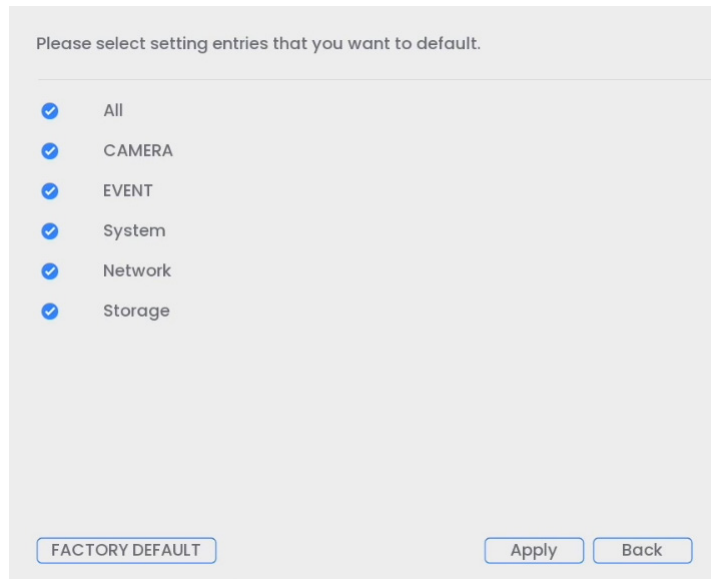 Please select setting entries that you want to default.
All
CAMERA
EVENT
System
Network
Storage
FACTORY DEFAULT
Apply
Back